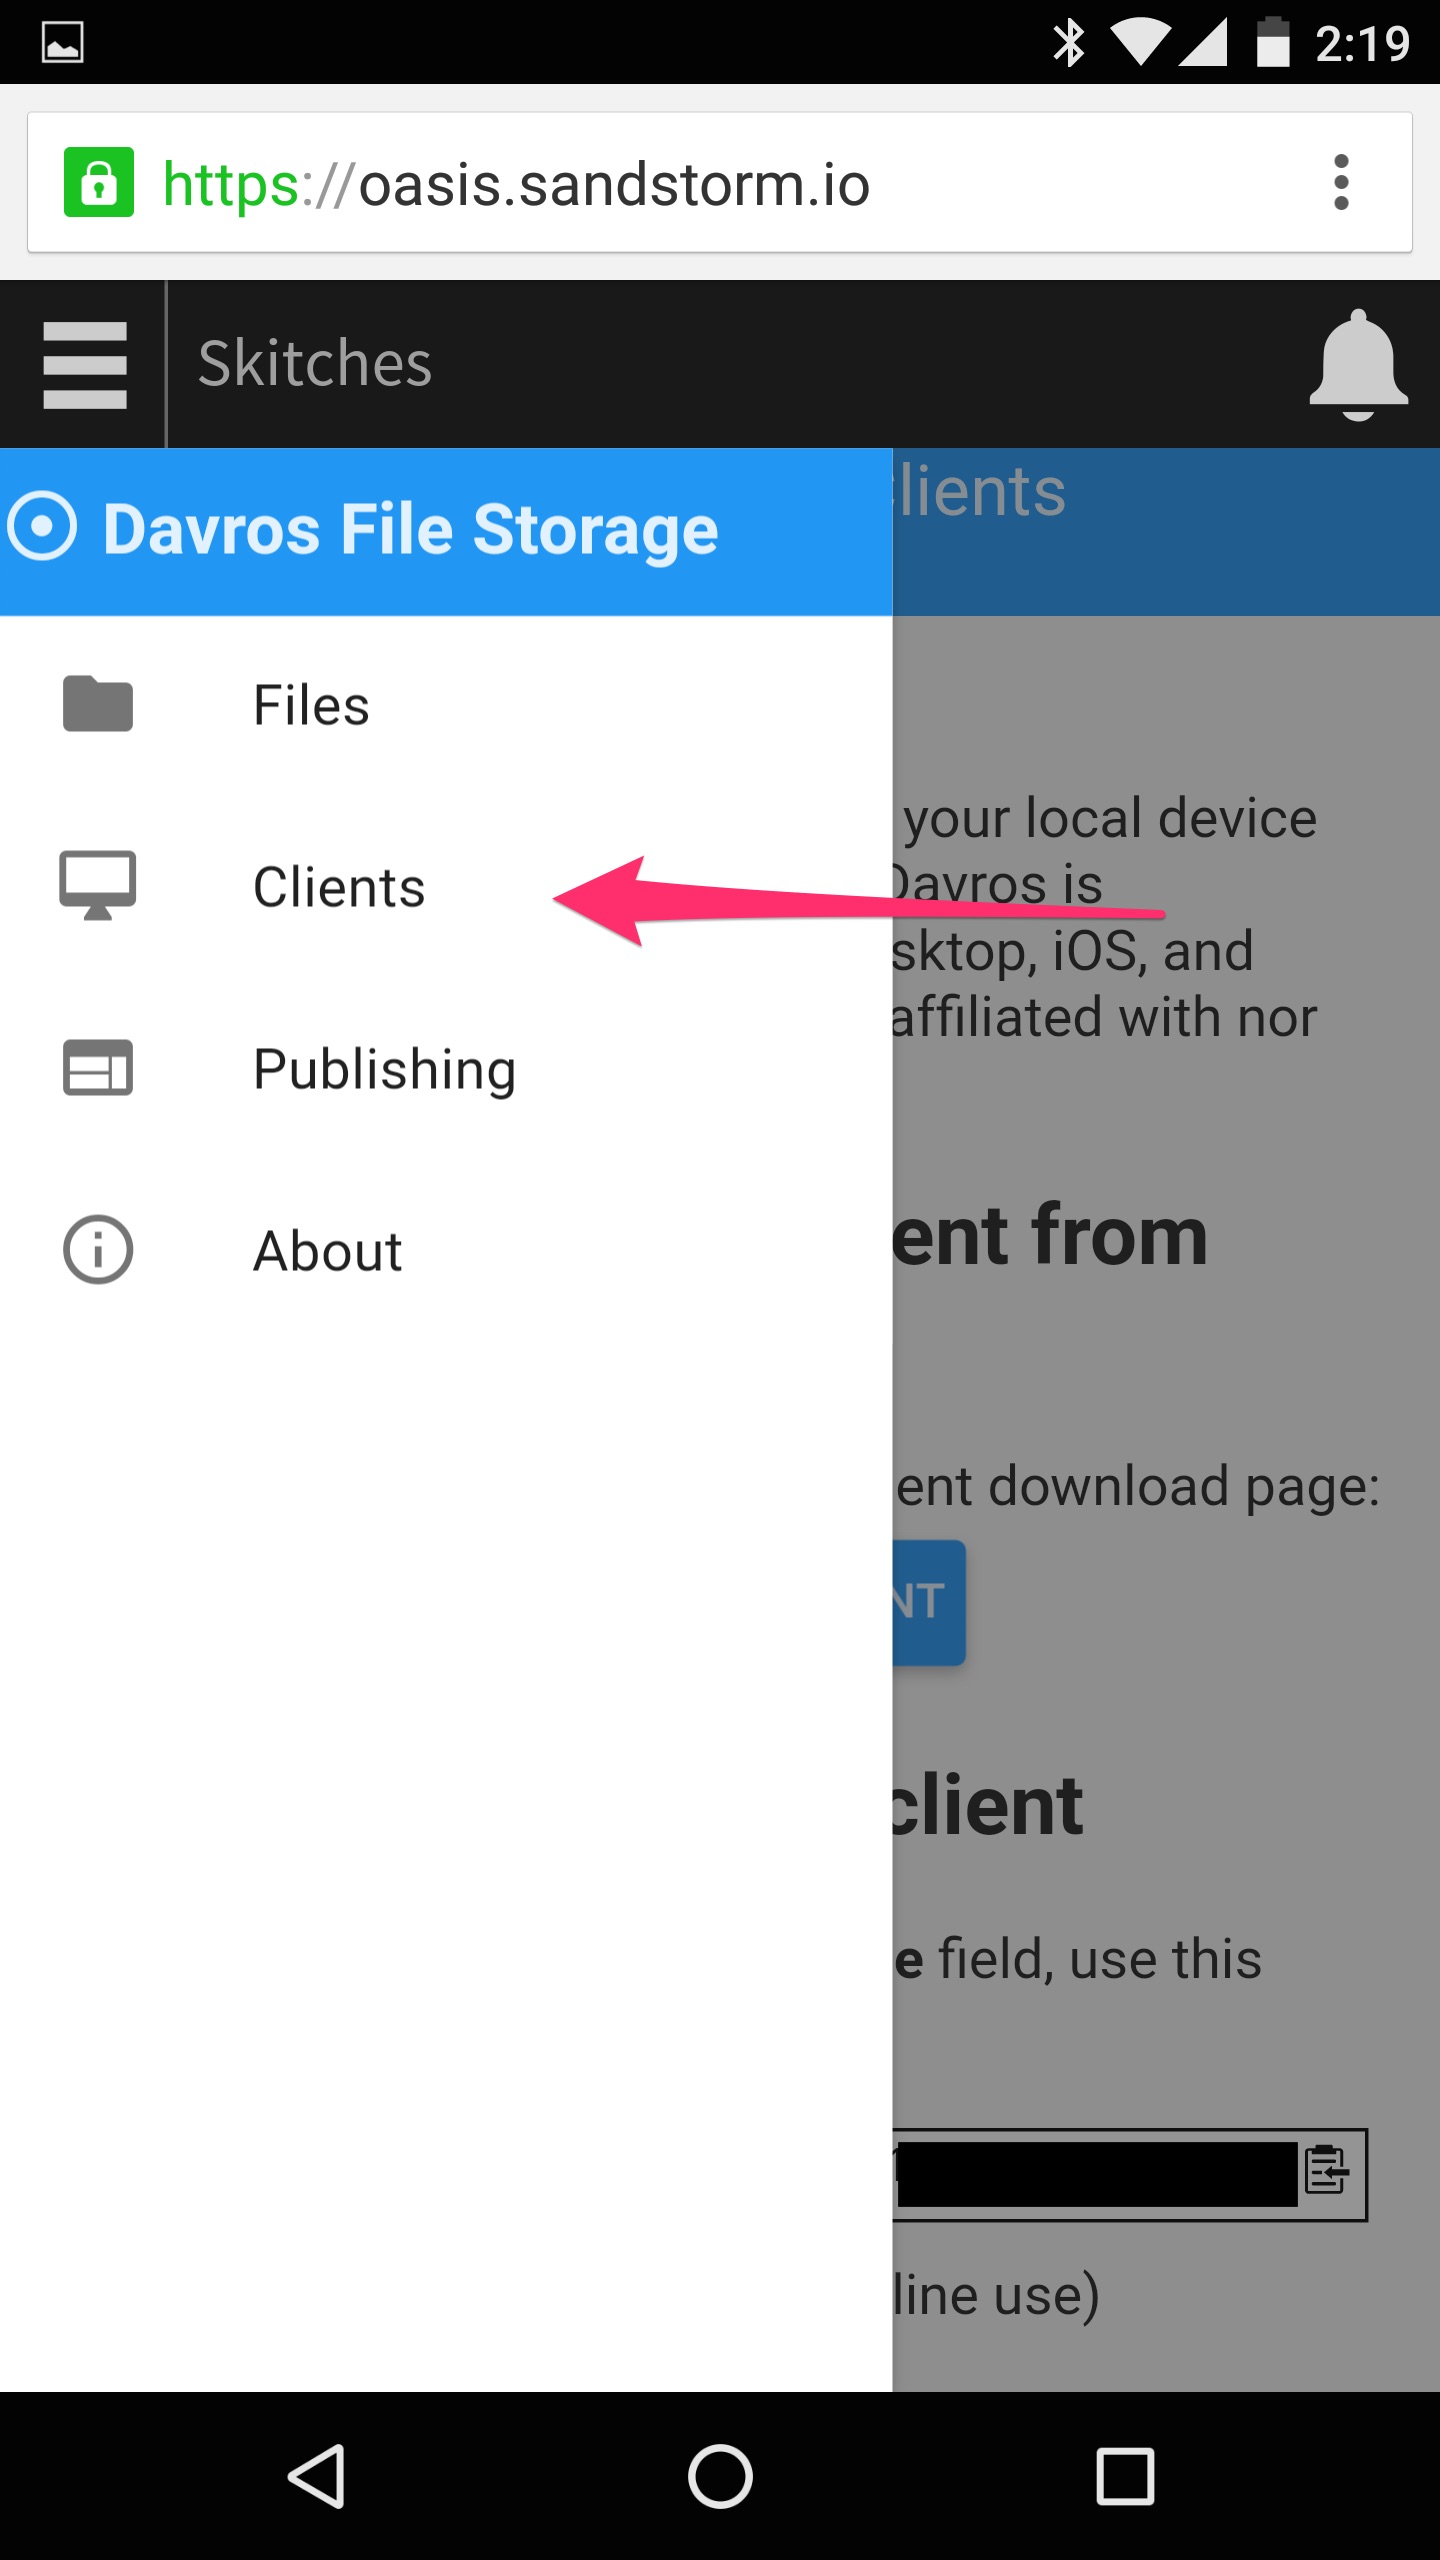 2:19
https://oasis.sandstorm.io
Skitches
Davros File Storage
lients
Files
your local device
Clients
Davros is
sktop, iOS, and
affiliated with nor
Publishing
ent from
About
ent download page:
NT
client
e field, use this
line use)